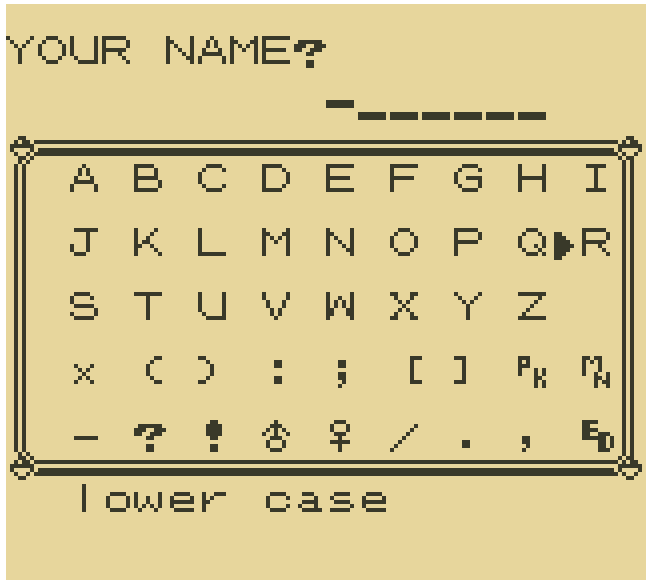 YOUR NAME?
A B C D E F G H I
J K L M N O P Q ▶R
S T U V W X Y Z
× ( ) : ; [ ] PK MN
- ? ! ♂ ♀ / . , ED
lower case